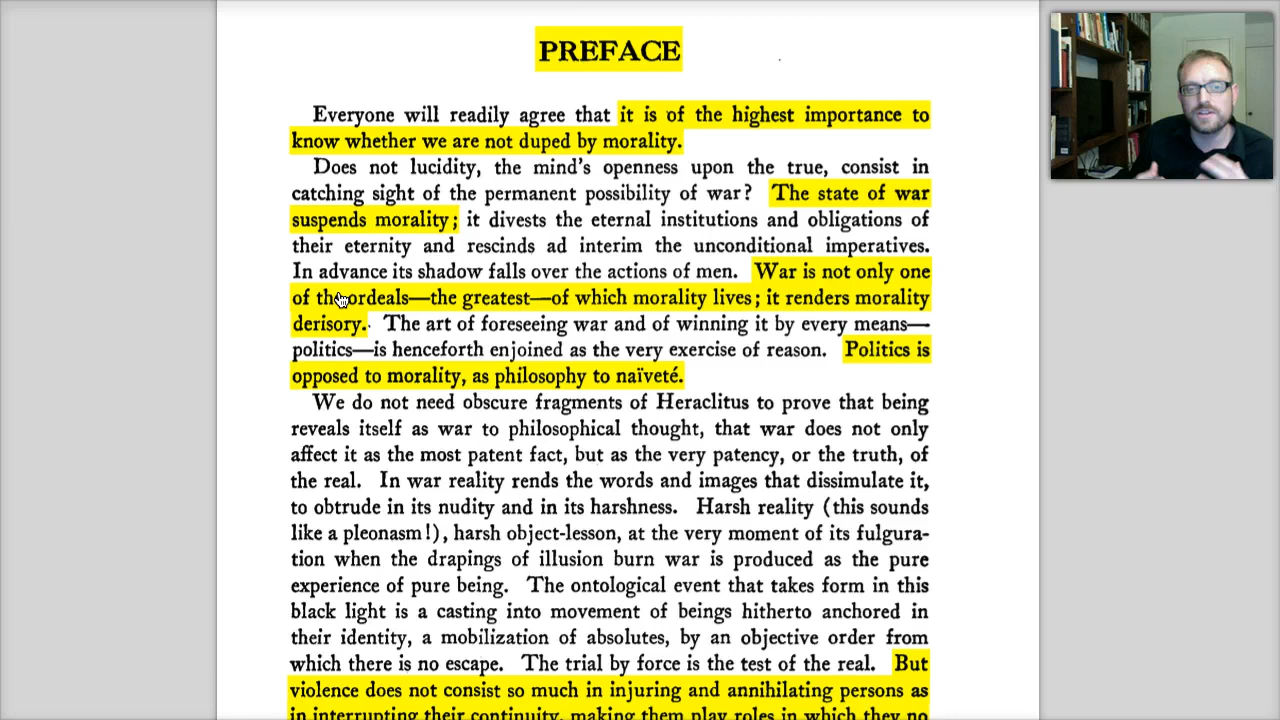 PREFACE
Everyone will readily agree that it is of the highest importance to
know whether we are not duped by morality.
Does not lucidity, the mind's openness upon the true, consist in
catching sight of the permanent possibility of war? The state of war
suspends morality; it divests the eternal institutions and obligations of
their eternity and rescinds ad interim the unconditional imperatives.
In advance its shadow falls over the actions of men. War is not only one
of the ordeals—the greatest—of which morality lives; it renders morality
derisory. The art of foreseeing war and of winning it by every means—
politics—is henceforth enjoined as the very exercise of reason. Politics is
opposed to morality, as philosophy to naïveté.
We do not need obscure fragments of Heraclitus to prove that being
reveals itself as war to philosophical thought, that war does not only
affect it as the most patent fact, but as the very patency, or the truth, of
the real. In war reality rends the words and images that dissimulate it,
to obtrude in its nudity and in its harshness. Harsh reality (this sounds
like a pleonasm!), harsh object-lesson, at the very moment of its fulgura-
tion when the drapings of illusion burn war is produced as the pure
experience of pure being. The ontological event that takes form in this
black light is a casting into movement of beings hitherto anchored in
their identity, a mobilization of absolutes, by an objective order from
which there is no escape. The trial by force is the test of the real. But
violence does not consist so much in injuring and annihilating persons as
in interrupting their continuity, making them play roles in which they no